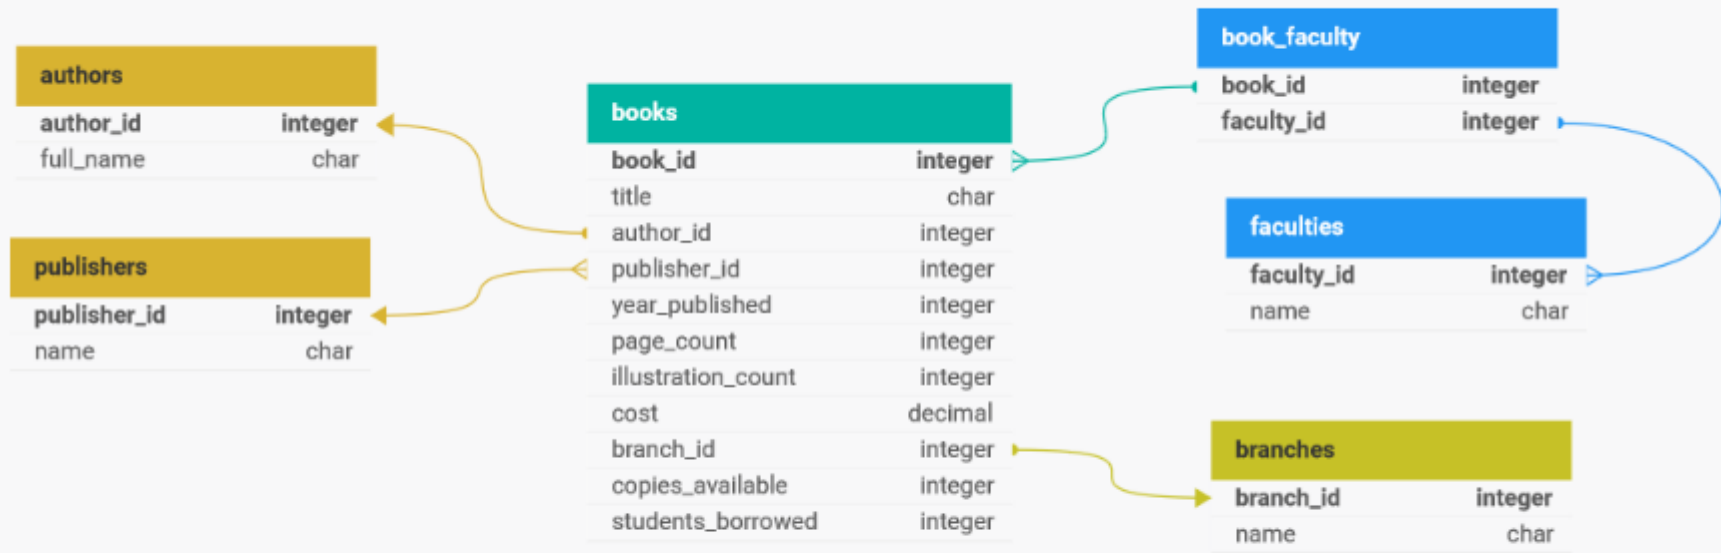 authors
author_id integer
full_name char
publishers
publisher_id integer
name char
books
book_id integer
title char
author_id integer
publisher_id integer
year_published integer
page_count integer
illustration_count integer
cost decimal
branch_id integer
copies_available integer
students_borrowed integer
book_faculty
book_id integer
faculty_id integer
faculties
faculty_id integer
name char
branches
branch_id integer
name char